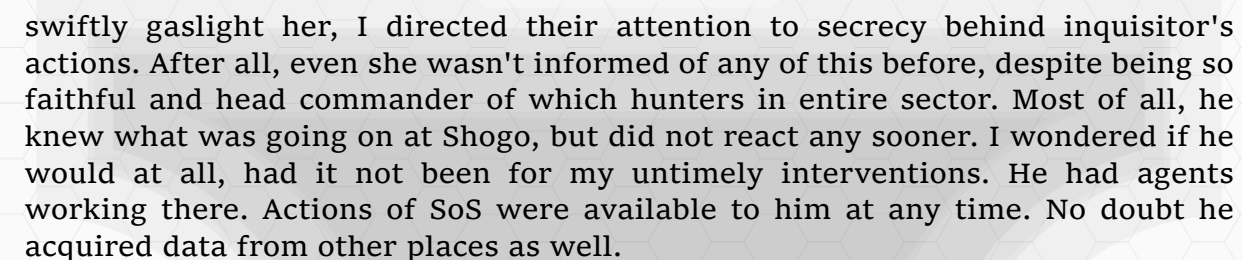 swiftly gaslight her, I directed their attention to secrecy behind inquisitor's
actions. After all, even she wasn't informed of any of this before, despite being so
faithful and head commander of which hunters in entire sector. Most of all, he
knew what was going on at Shogo, but did not react any sooner. I wondered if he
would at all, had it not been for my untimely interventions. He had agents
working there. Actions of SoS were available to him at any time. No doubt he
acquired data from other places as well.